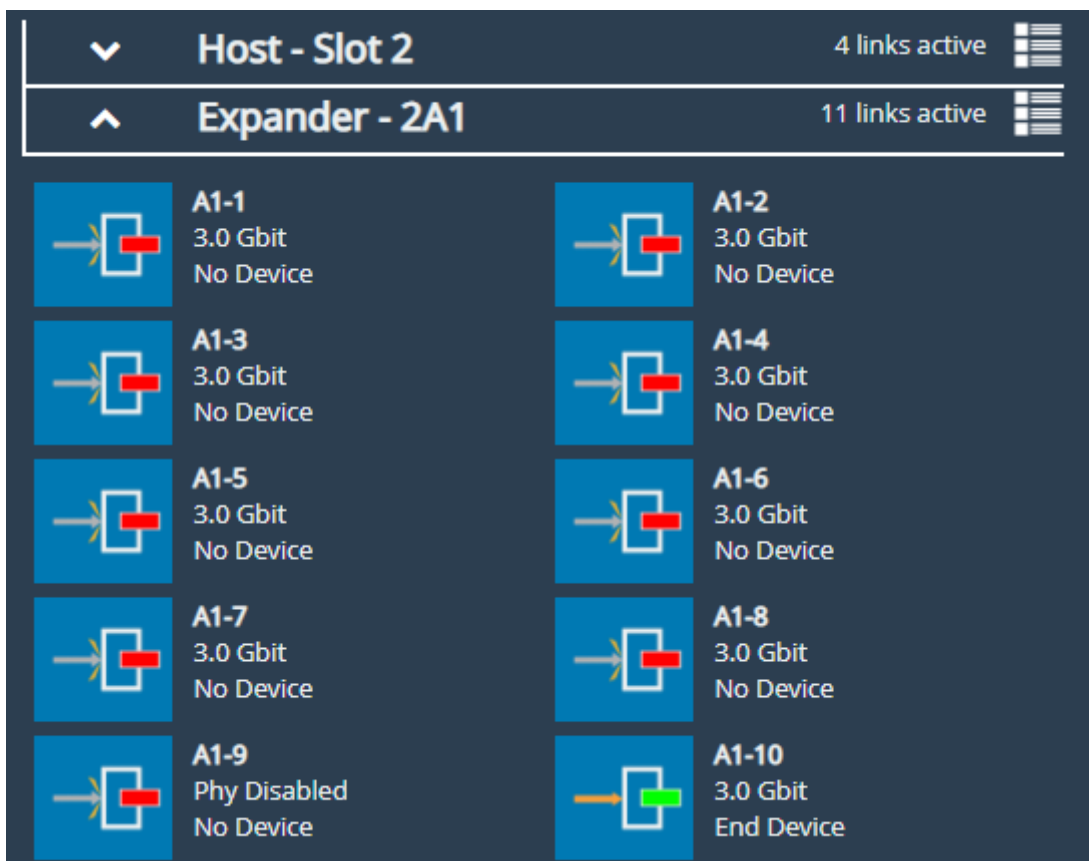 Host - Slot 2
4 links active
Expander - 2A1
11 links active
A1-1
3.0 Gbit
No Device
A1-2
3.0 Gbit
No Device
A1-3
3.0 Gbit
No Device
A1-4
3.0 Gbit
No Device
A1-5
3.0 Gbit
No Device
A1-6
3.0 Gbit
No Device
A1-7
3.0 Gbit
No Device
A1-8
3.0 Gbit
No Device
A1-9
Phy Disabled
No Device
A1-10
3.0 Gbit
End Device